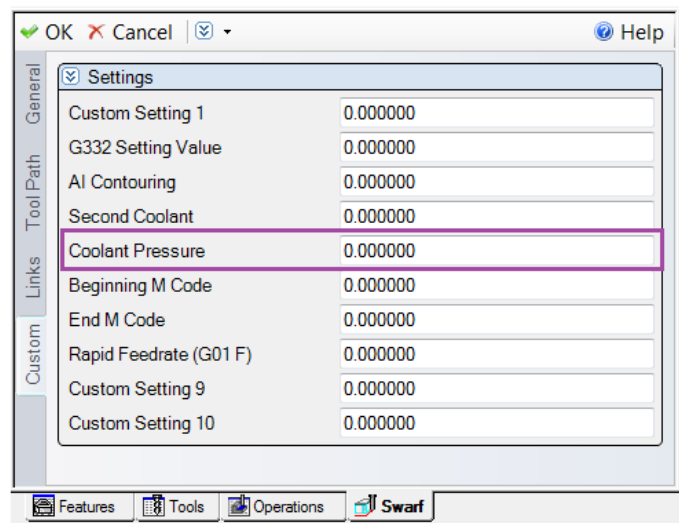 OK Cancel Help
General
Tool Path
Links
Custom
Settings
Custom Setting 1 0.000000
G332 Setting Value 0.000000
AI Contouring 0.000000
Second Coolant 0.000000
Coolant Pressure 0.000000
Beginning M Code 0.000000
End M Code 0.000000
Rapid Feedrate (G01 F) 0.000000
Custom Setting 9 0.000000
Custom Setting 10 0.000000
Features Tools Operations Swarf